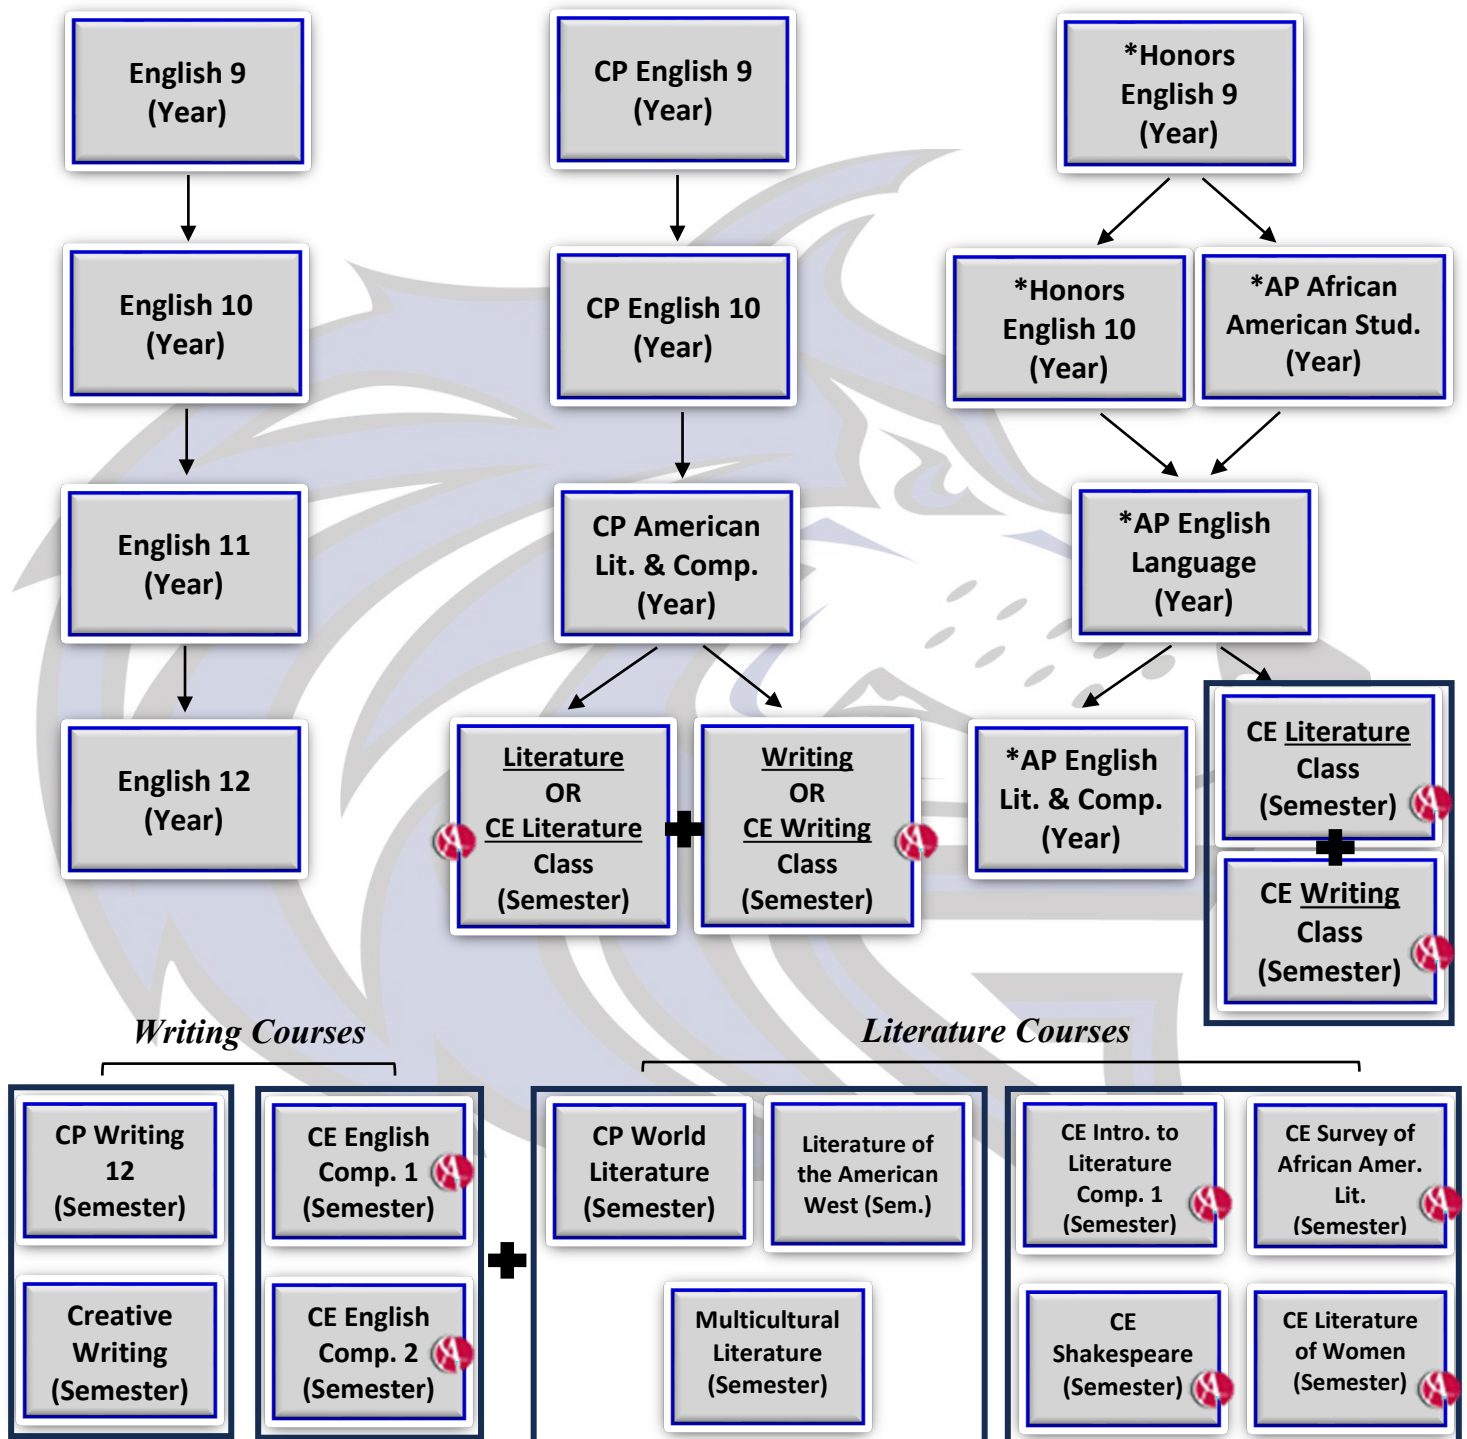 English 9
(Year)
CP English 9
(Year)
*Honors
English 9
(Year)
English 10
(Year)
CP English 10
(Year)
*Honors
English 10
(Year)
*AP African
American Stud.
(Year)
English 11
(Year)
CP American
Lit. & Comp.
(Year)
*AP English
Language
(Year)
English 12
(Year)
Literature
OR
CE Literature
Class
(Semester)
Writing
OR
CE Writing
Class
(Semester)
*AP English
Lit. & Comp.
(Year)
CE Literature
Class
(Semester)
CE Writing
Class
(Semester)
Writing Courses
Literature Courses
CP Writing
12
(Semester)
CE English
Comp. 1
(Semester)
CP World
Literature
(Semester)
Literature of
the American
West (Sem.)
CE Intro. to
Literature
Comp. 1
(Semester)
CE Survey of
African Amer.
Lit.
(Semester)
Creative
Writing
(Semester)
CE English
Comp. 2
(Semester)
Multicultural
Literature
(Semester)
CE
Shakespeare
(Semester)
CE Literature
of Women
(Semester)